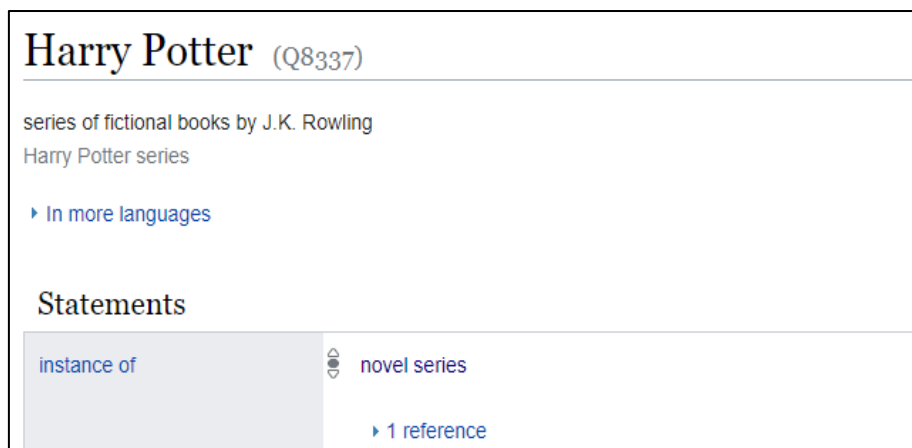 Harry Potter (Q8337)
series of fictional books by J.K. Rowling
Harry Potter series
In more languages
Statements
instance of
novel series
1 reference